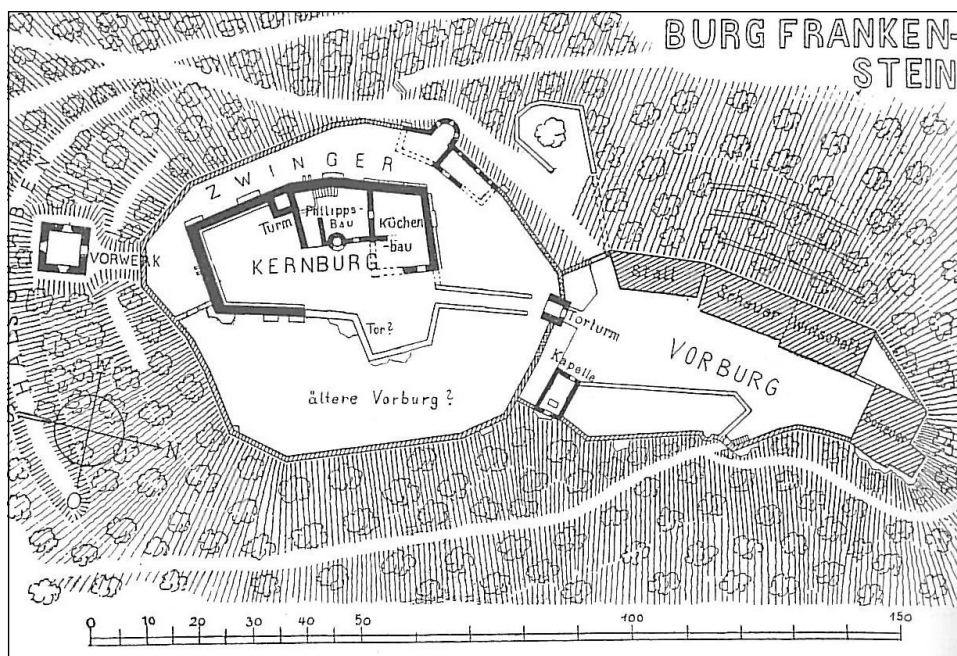 BURG FRANKEN-
STEIN
ZWINGER
Turm
Philipps-
Bau
Küchen
-bau
KERNBURG
VORWERK
Tor?
Torturm
Kapelle
Stall
VORBURG
ältere Vorburg?
W
N
O
0 10 20 30 40 50 100 150